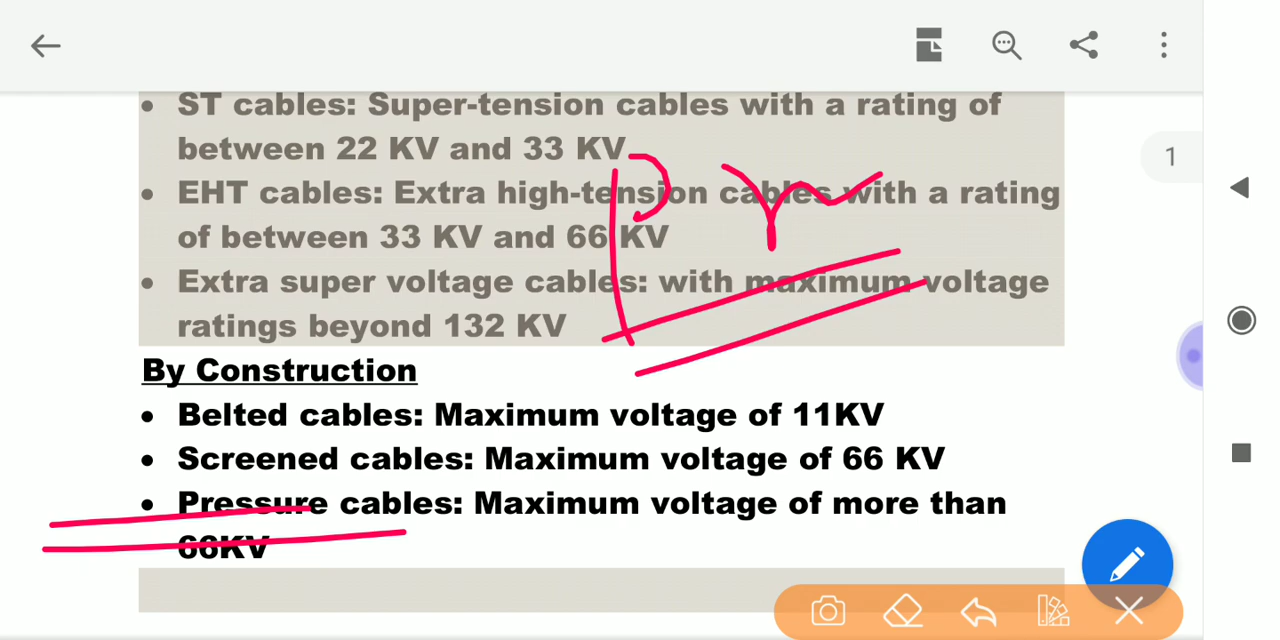 • ST cables: Super-tension cables with a rating of
between 22 KV and 33 KV
• EHT cables: Extra high-tension cables with a rating
of between 33 KV and 66 KV
• Extra super voltage cables: with maximum voltage
ratings beyond 132 KV
Pr
1
By Construction
• Belted cables: Maximum voltage of 11KV
• Screened cables: Maximum voltage of 66 KV
• Pressure cables: Maximum voltage of more than
66KV